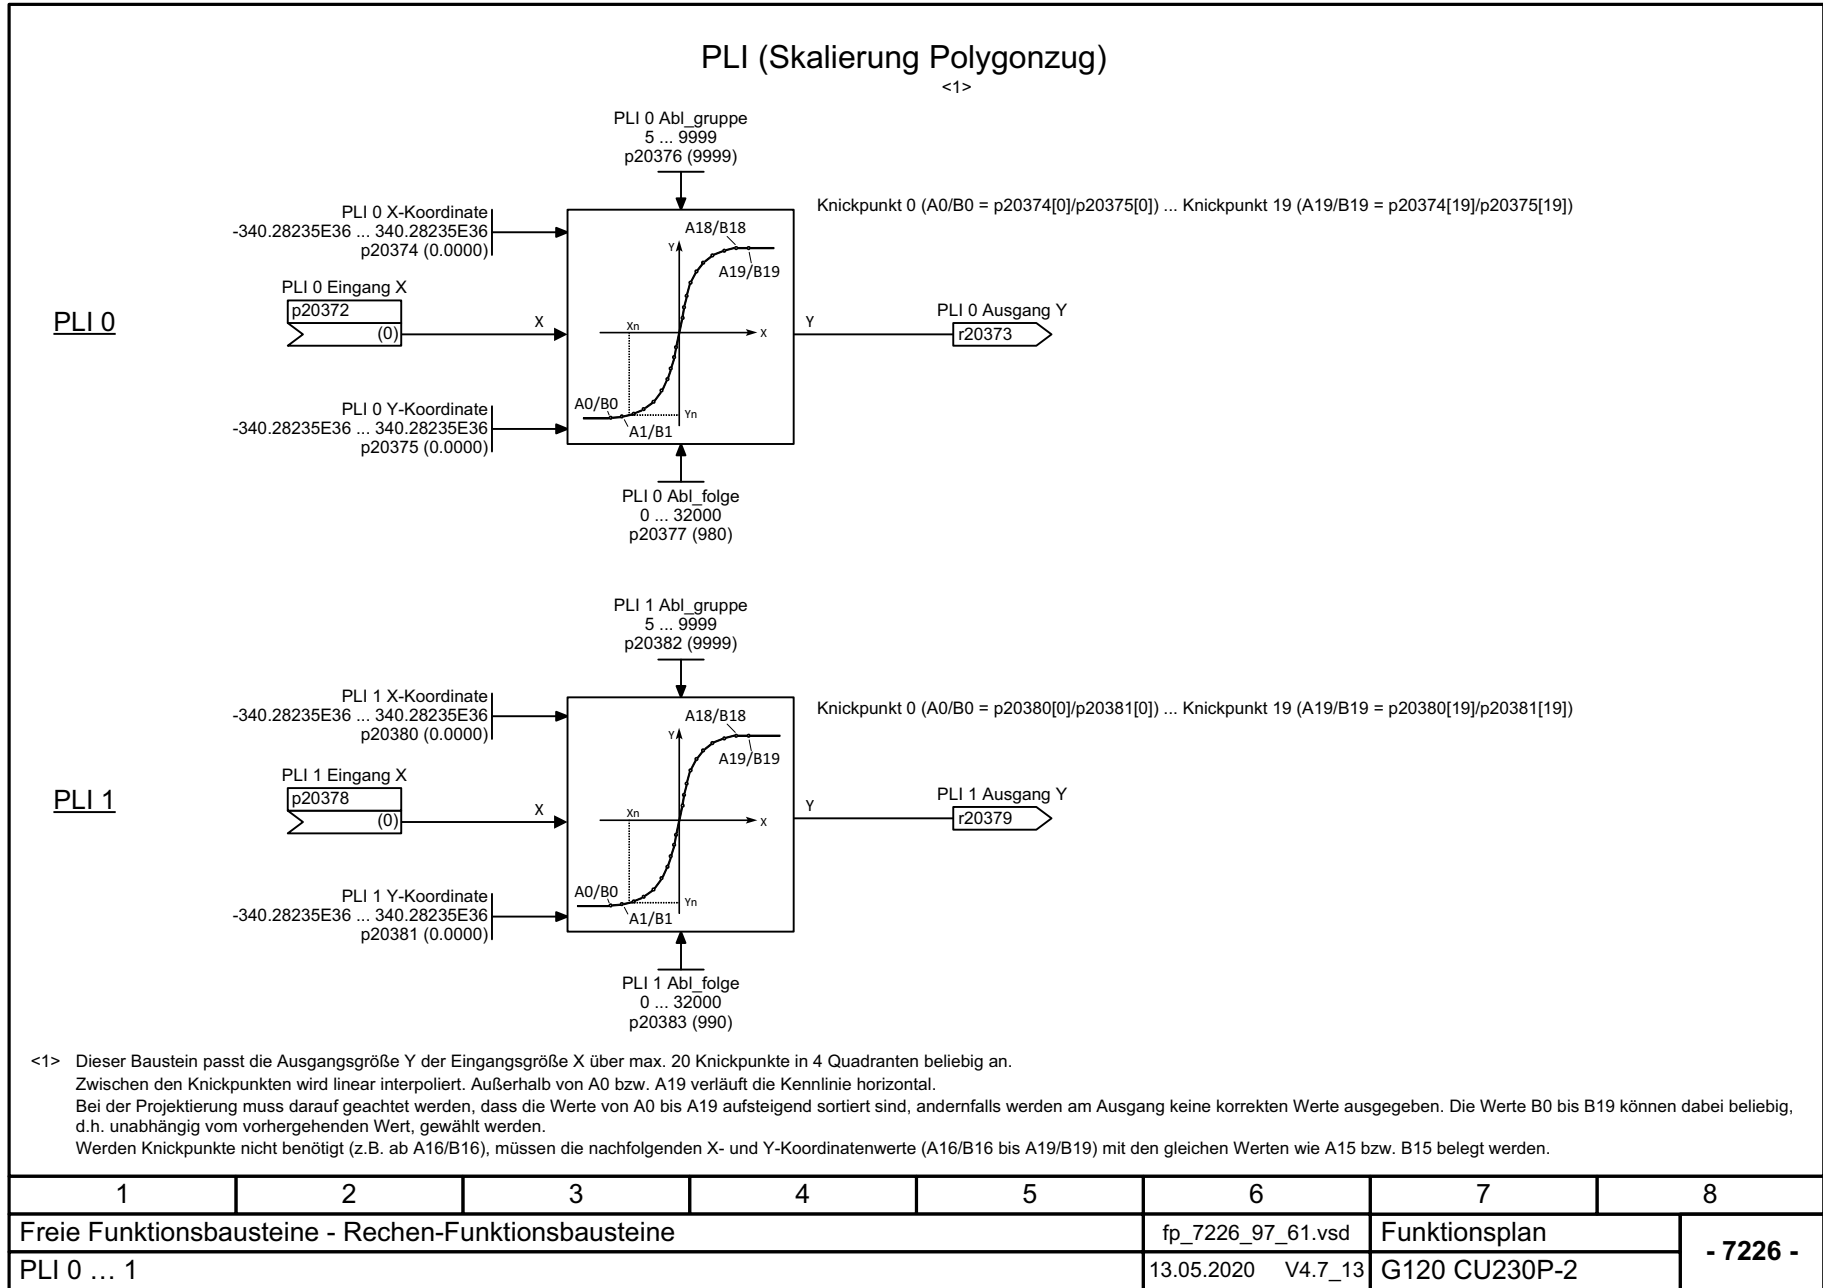 PLI (Skalierung Polygonzug)
<1>
PLI 0 Abl_gruppe
5 ... 9999
p20376 (9999)
PLI 0 X-Koordinate
-340.28235E36 ... 340.28235E36
p20374 (0.0000)
Knickpunkt 0 (A0/B0 = p20374[0]/p20375[0]) ... Knickpunkt 19 (A19/B19 = p20374[19]/p20375[19])
A18/B18
Y
A19/B19
PLI 0
PLI 0 Eingang X
p20372
(0)
X
Xn
X
Y
PLI 0 Ausgang Y
r20373
PLI 0 Y-Koordinate
-340.28235E36 ... 340.28235E36
p20375 (0.0000)
A0/B0
Yn
A1/B1
PLI 0 Abl_folge
0 ... 32000
p20377 (980)
PLI 1 Abl_gruppe
5 ... 9999
p20382 (9999)
PLI 1 X-Koordinate
-340.28235E36 ... 340.28235E36
p20380 (0.0000)
Knickpunkt 0 (A0/B0 = p20380[0]/p20381[0]) ... Knickpunkt 19 (A19/B19 = p20380[19]/p20381[19])
A18/B18
Y
A19/B19
PLI 1
PLI 1 Eingang X
p20378
(0)
X
Xn
X
Y
PLI 1 Ausgang Y
r20379
PLI 1 Y-Koordinate
-340.28235E36 ... 340.28235E36
p20381 (0.0000)
A0/B0
Yn
A1/B1
PLI 1 Abl_folge
0 ... 32000
p20383 (990)
<1> Dieser Baustein passt die Ausgangsgröße Y der Eingangsgröße X über max. 20 Knickpunkte in 4 Quadranten beliebig an.
Zwischen den Knickpunkten wird linear interpoliert. Außerhalb von A0 bzw. A19 verläuft die Kennlinie horizontal.
Bei der Projektierung muss darauf geachtet werden, dass die Werte von A0 bis A19 aufsteigend sortiert sind, andernfalls werden am Ausgang keine korrekten Werte ausgegeben. Die Werte B0 bis B19 können dabei beliebig,
d.h. unabhängig vom vorhergehenden Wert, gewählt werden.
Werden Knickpunkte nicht benötigt (z.B. ab A16/B16), müssen die nachfolgenden X- und Y-Koordinatenwerte (A16/B16 bis A19/B19) mit den gleichen Werten wie A15 bzw. B15 belegt werden.
1 2 3 4 5 6 7 8
Freie Funktionsbausteine - Rechen-Funktionsbausteine fp_7226_97_61.vsd Funktionsplan
- 7226 -
PLI 0 … 1 13.05.2020 V4.7_13 G120 CU230P-2